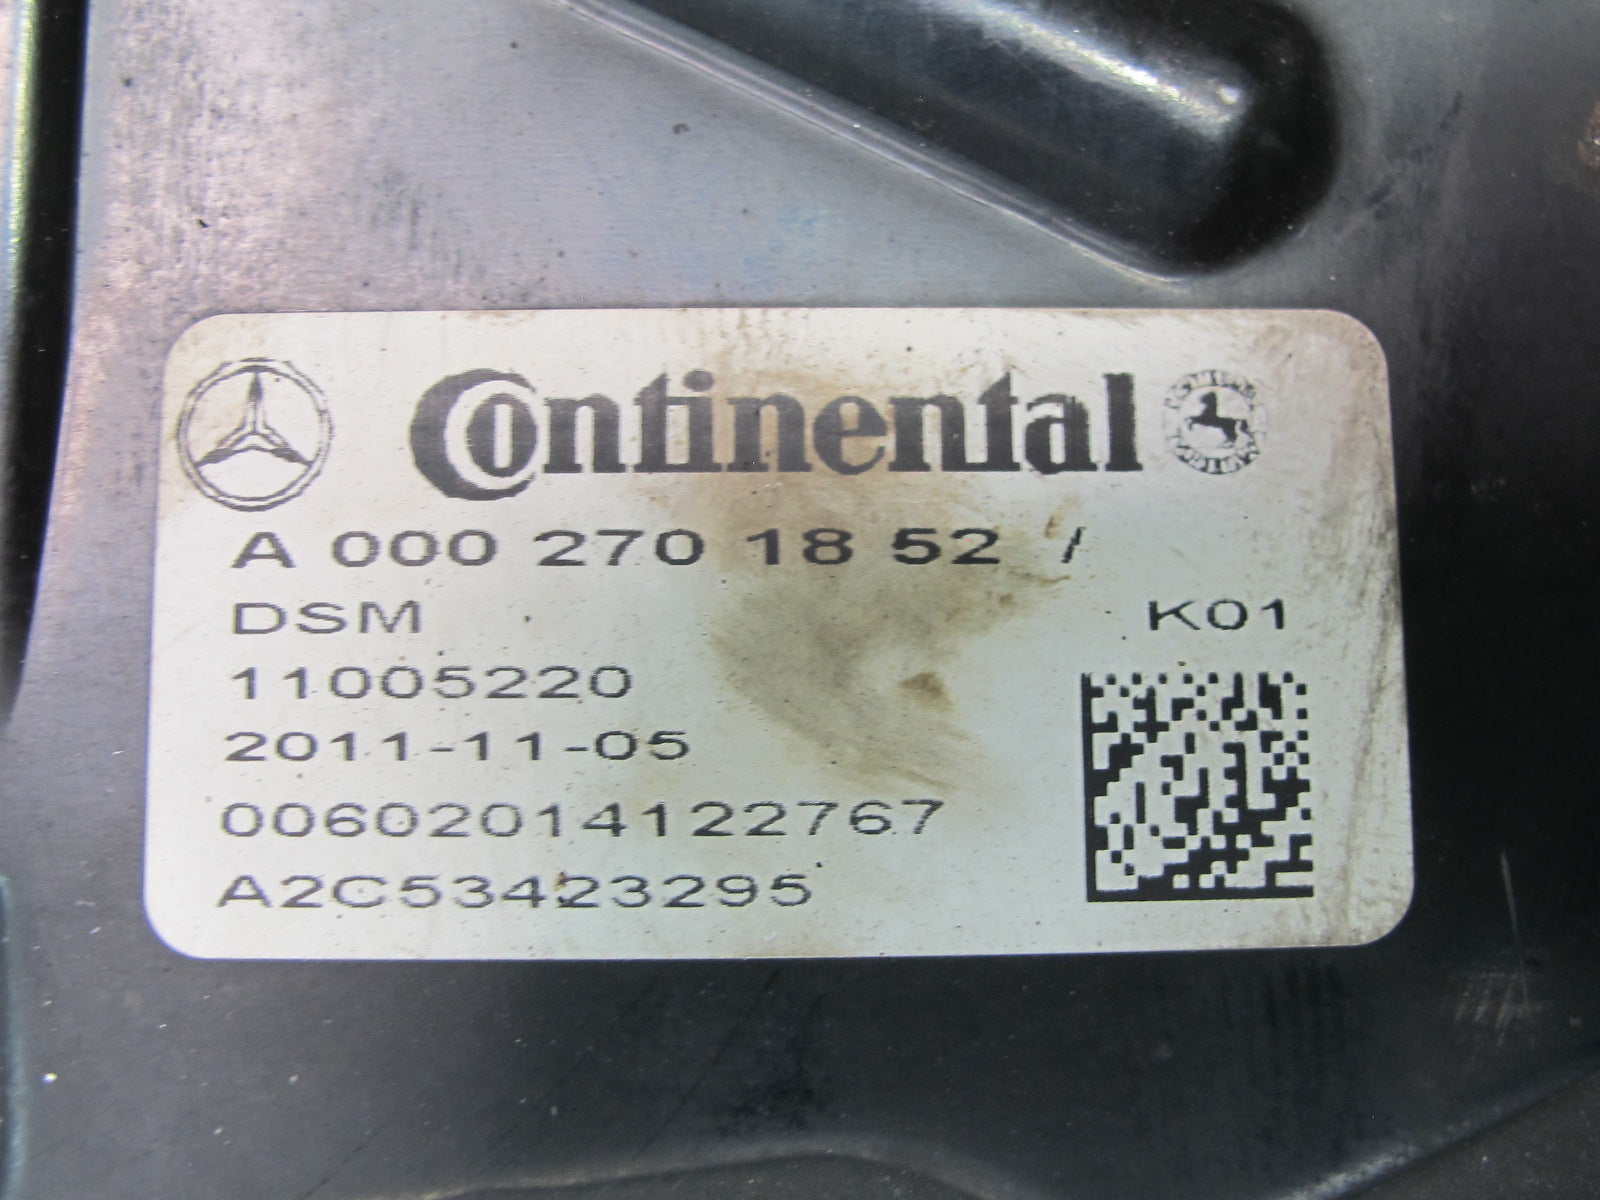 Continental
A 000 270 18 52 /
DSM K01
11005220
2011-11-05
00602014122767
A2C53423295